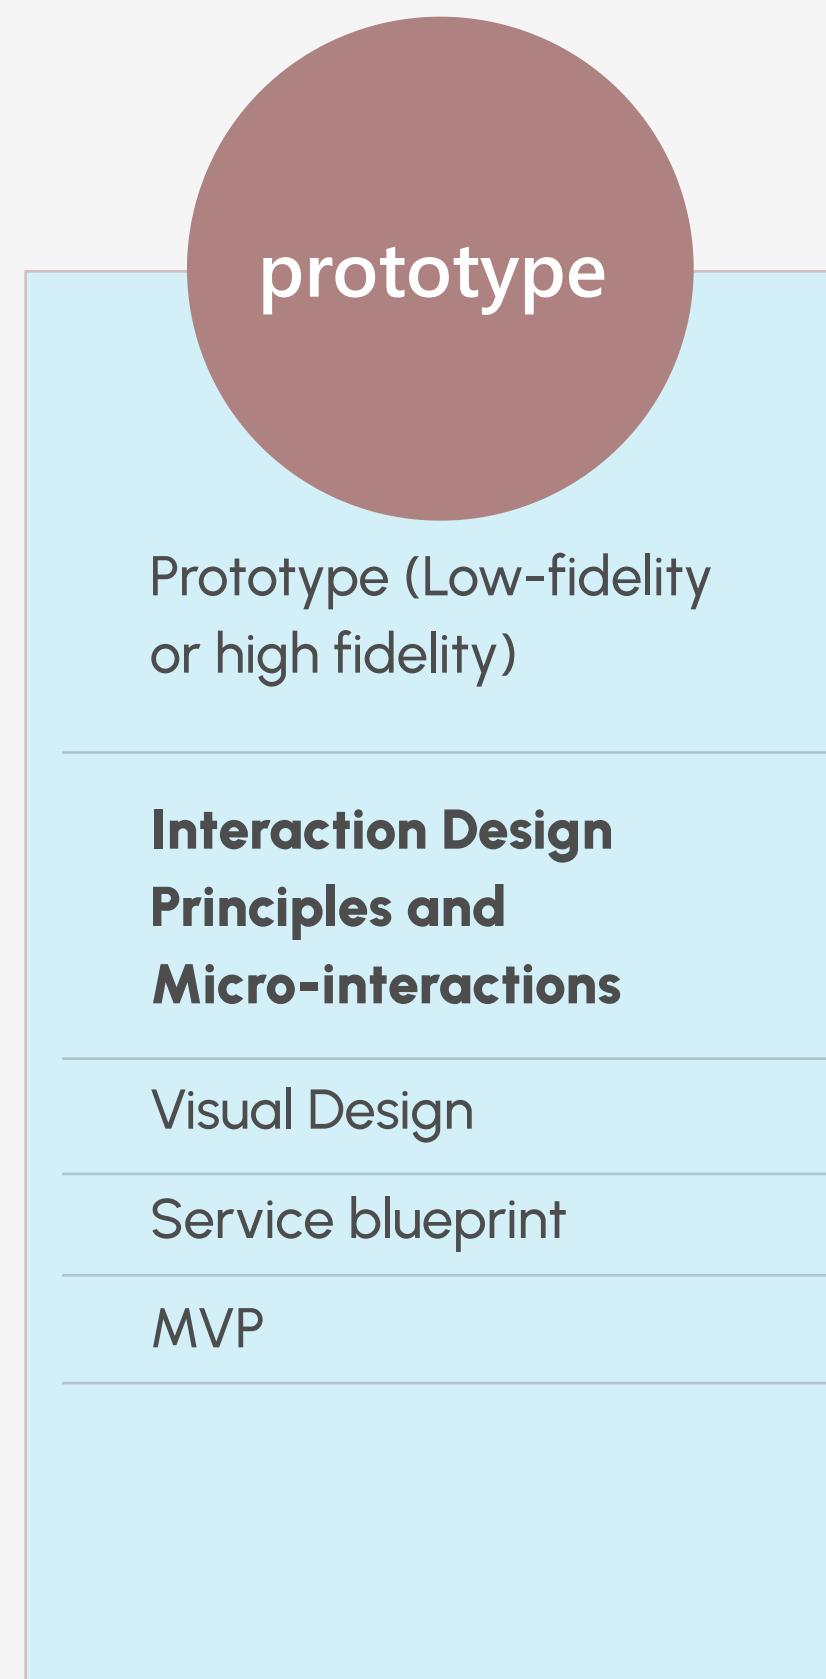 prototype
Prototype (Low-fidelity
or high fidelity)
Interaction Design
Principles and
Micro-interactions
Visual Design
Service blueprint
MVP